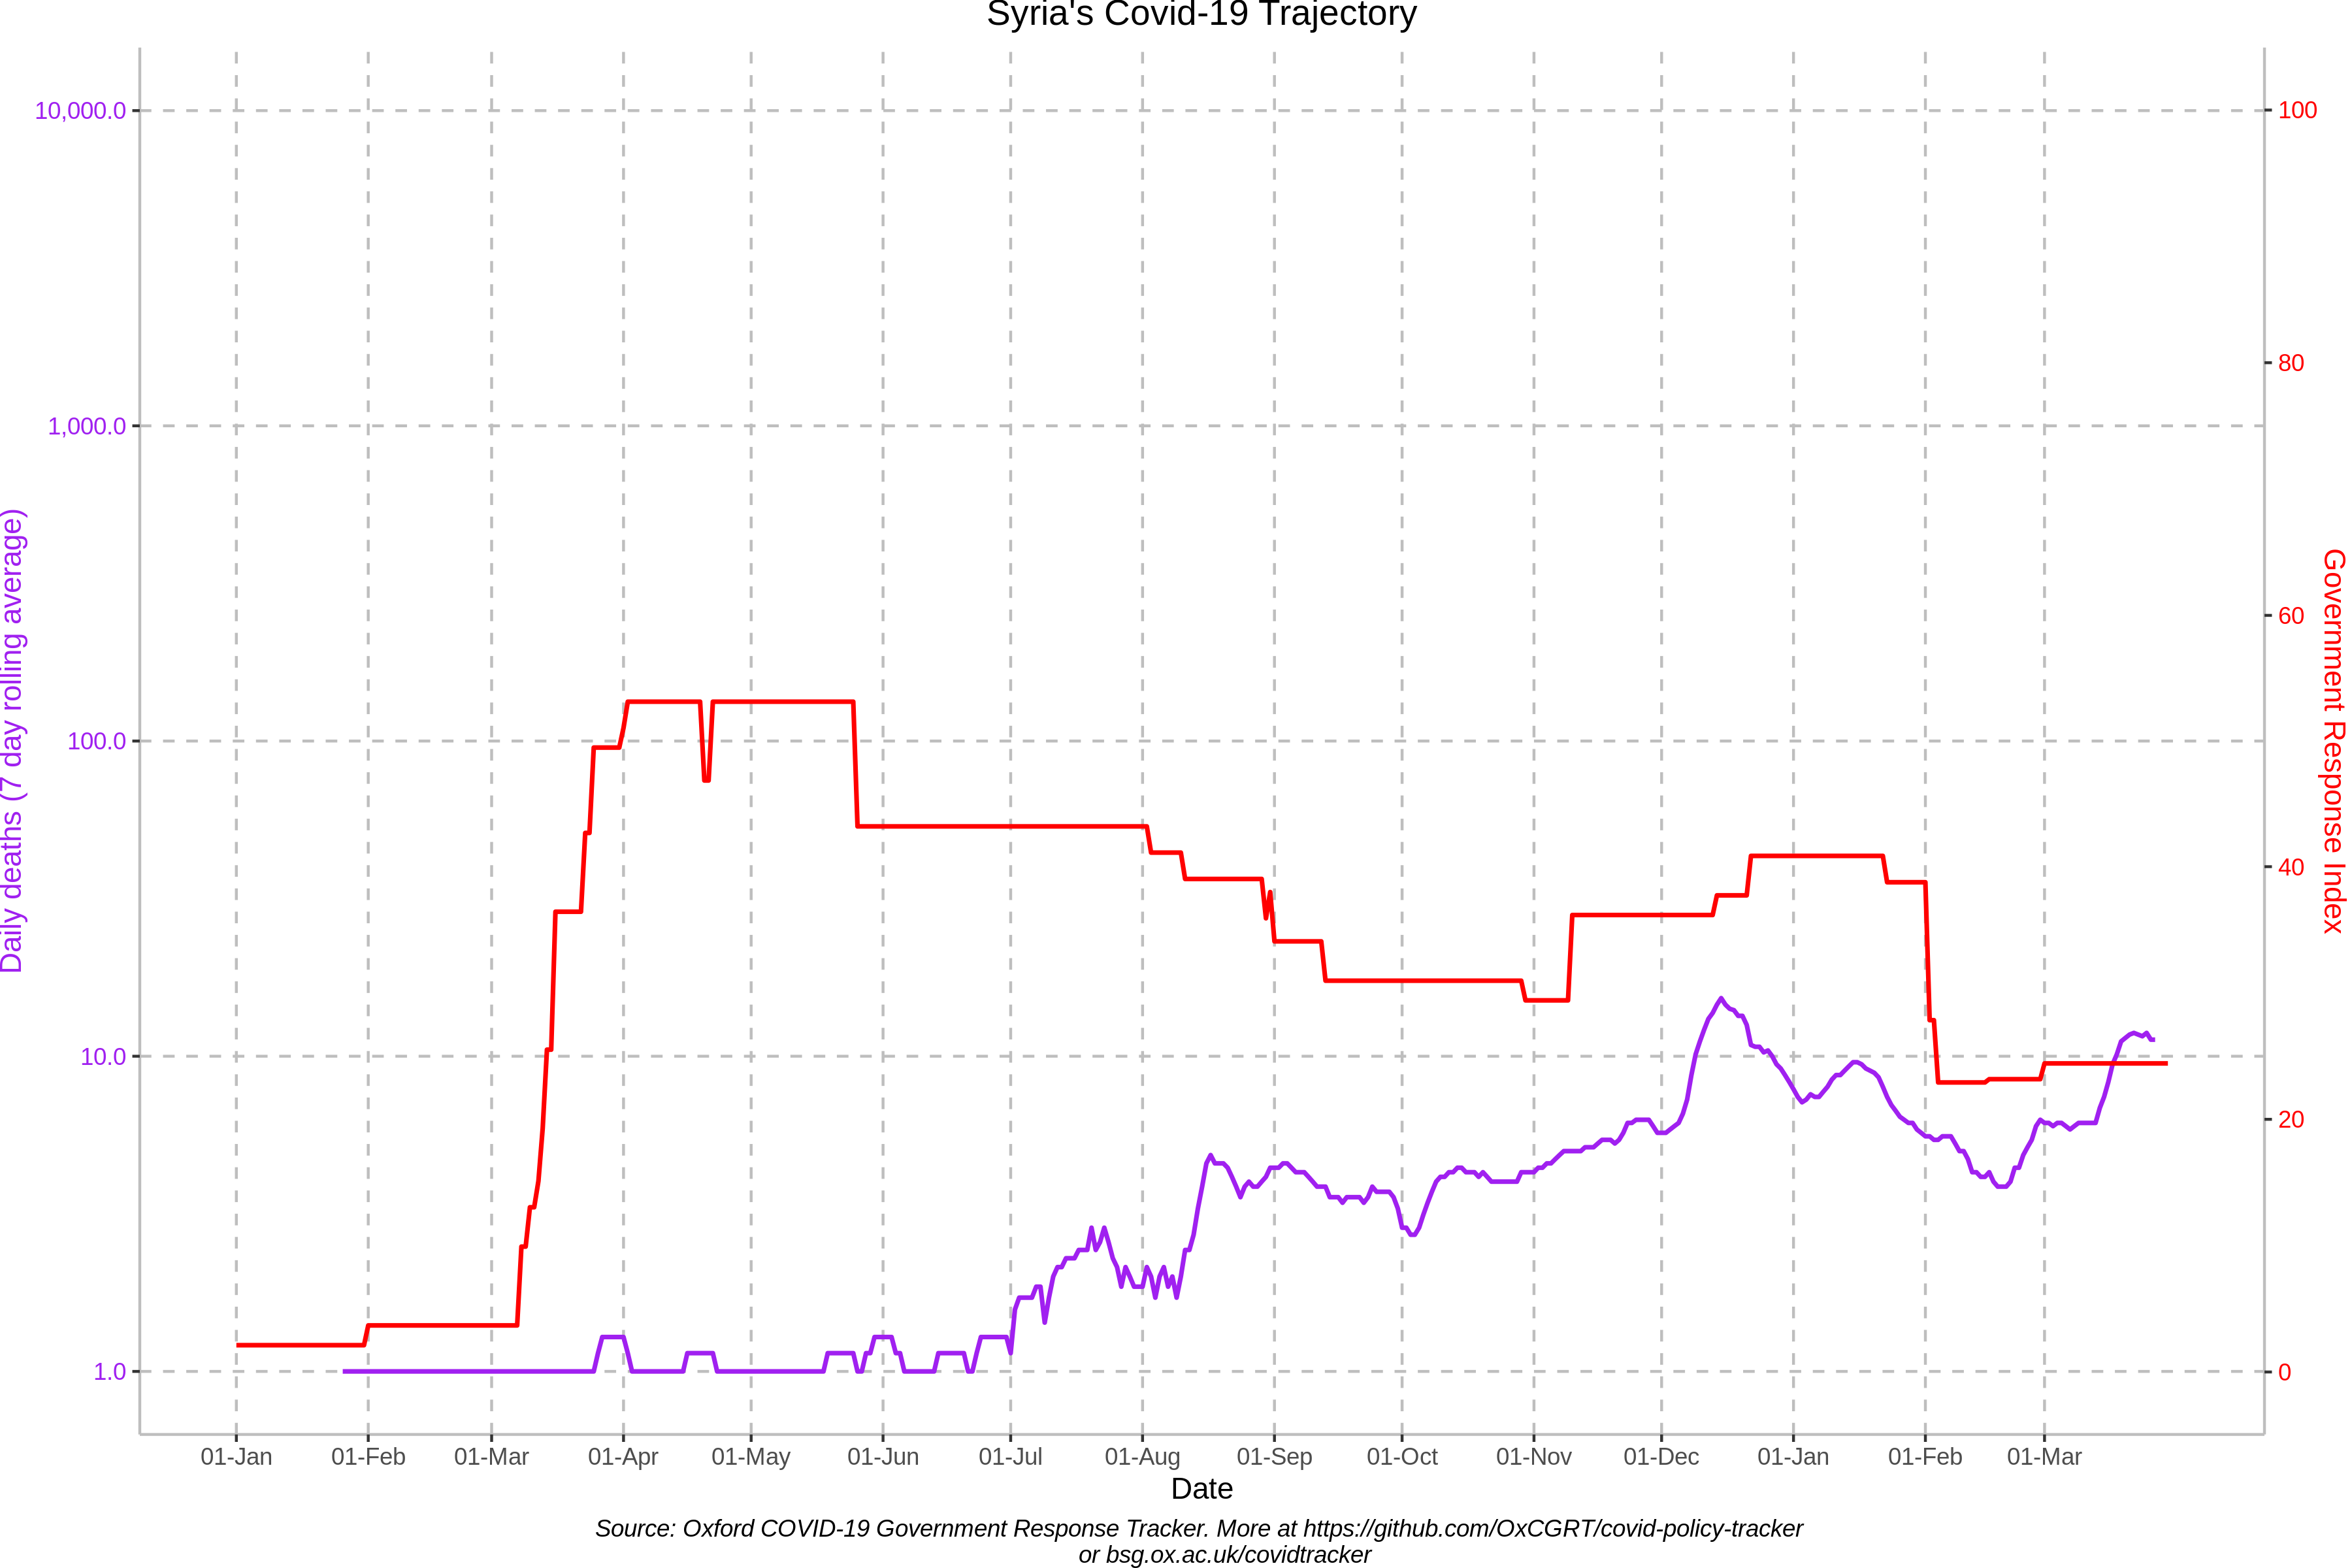 Syria's Covid-19 Trajectory
10,000.0
1,000.0
100.0
10.0
1.0
Daily deaths (7 day rolling average)
100
80
60
40
20
0
Government Response Index
01-Jan 01-Feb 01-Mar 01-Apr 01-May 01-Jun 01-Jul 01-Aug 01-Sep 01-Oct 01-Nov 01-Dec 01-Jan 01-Feb 01-Mar
Date
Source: Oxford COVID-19 Government Response Tracker. More at https://github.com/OxCGRT/covid-policy-tracker
or bsg.ox.ac.uk/covidtracker